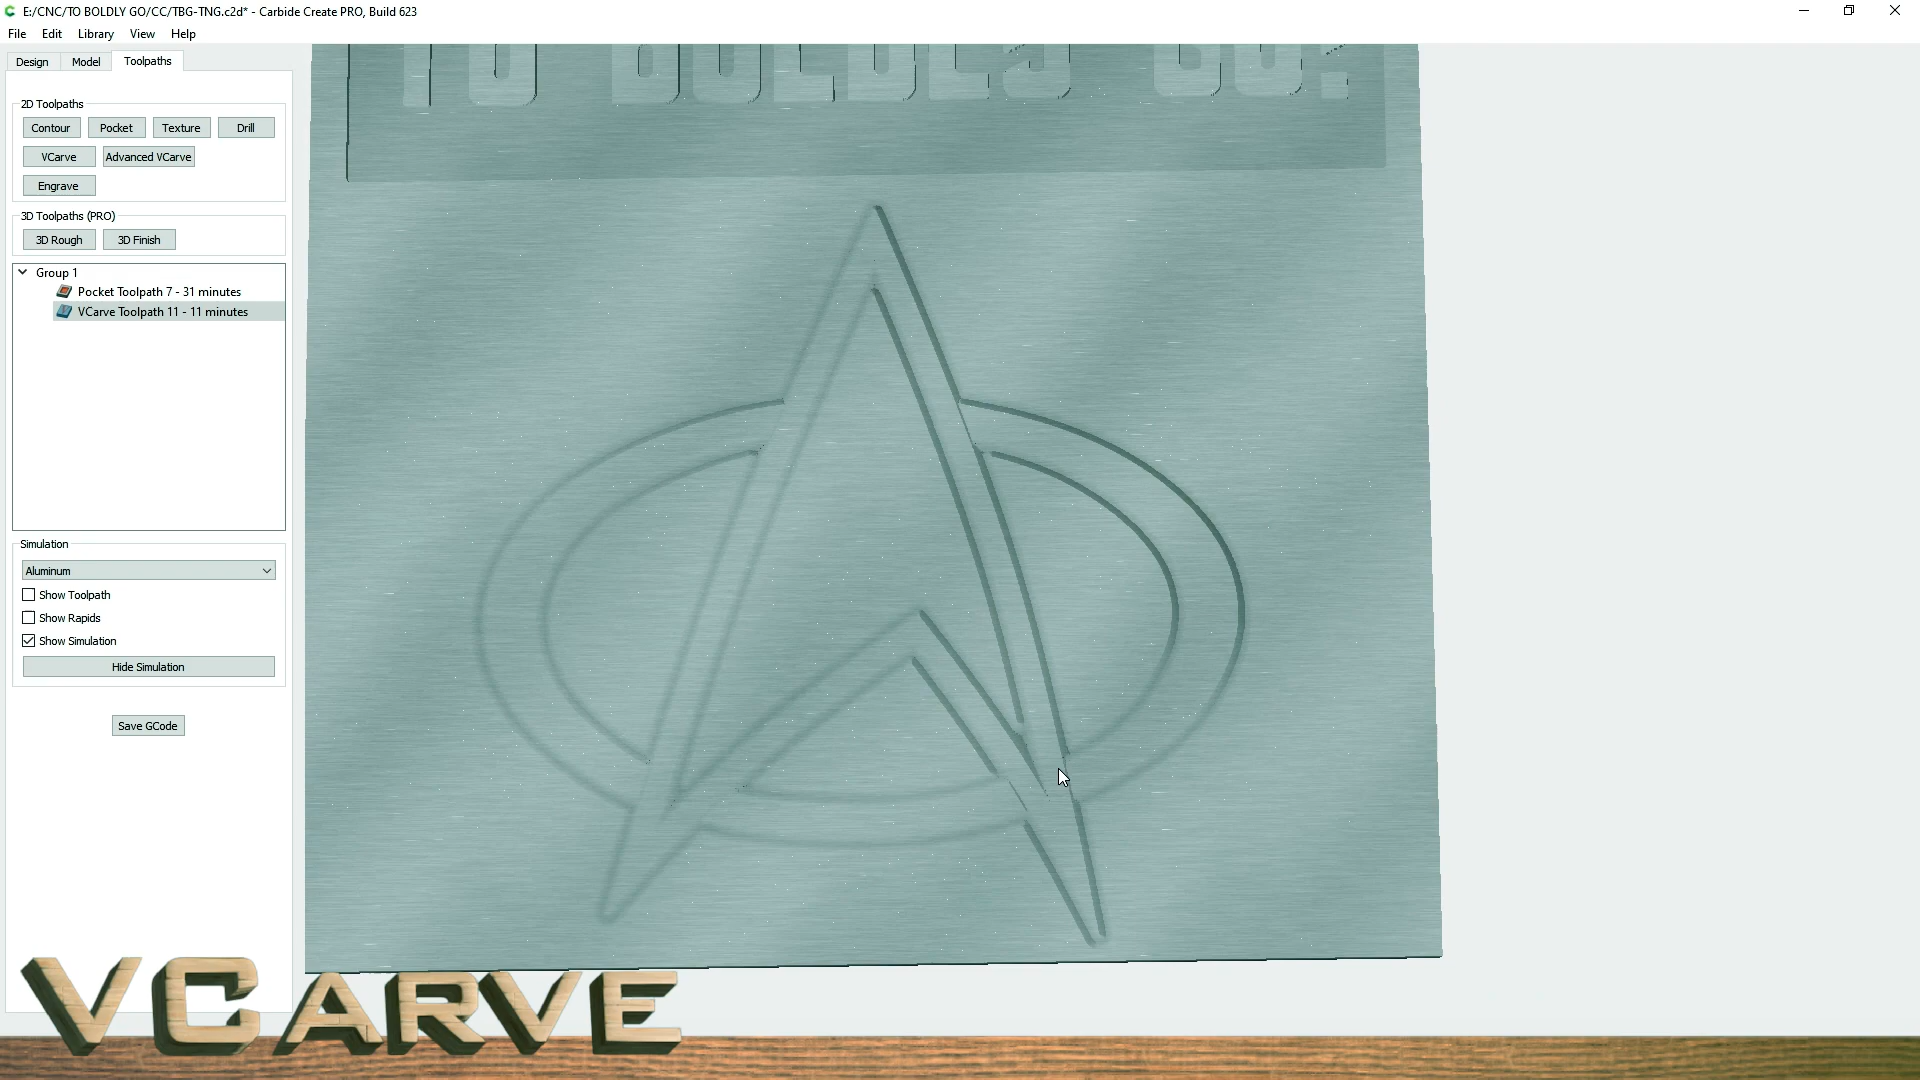 E:/CNC/TO BOLDLY GO/CC/TBG-TNG.c2d* - Carbide Create PRO, Build 623
File Edit Library View Help
Design Model Toolpaths
2D Toolpaths
Contour Pocket Texture Drill
VCarve Advanced VCarve
Engrave
3D Toolpaths (PRO)
3D Rough 3D Finish
Group 1
Pocket Toolpath 7 - 31 minutes
VCarve Toolpath 11 - 11 minutes
Simulation
Aluminum
Show Toolpath
Show Rapids
Show Simulation
Hide Simulation
Save GCode
TO BOLDLY GO!
VCARVE